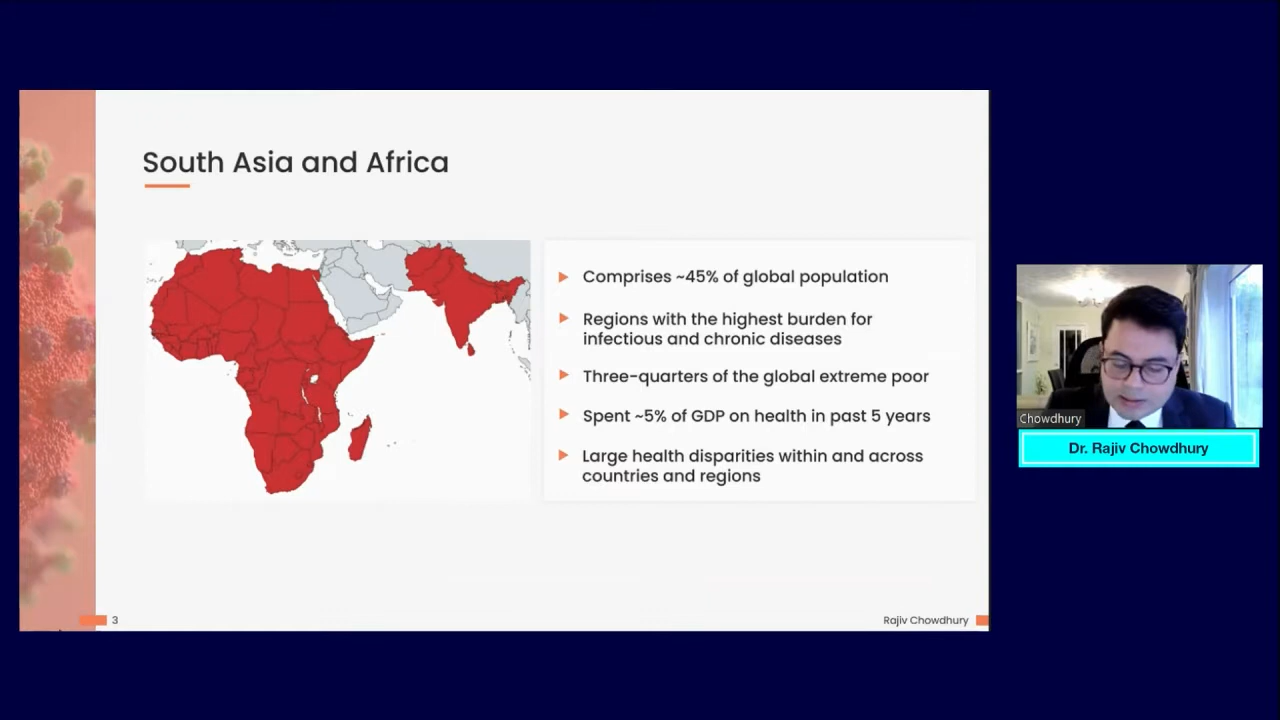 South Asia and Africa
Comprises ~45% of global population
Regions with the highest burden for
infectious and chronic diseases
Three-quarters of the global extreme poor
Spent ~5% of GDP on health in past 5 years
Large health disparities within and across
countries and regions
3
Rajiv Chowdhury
Chowdhury
Dr. Rajiv Chowdhury